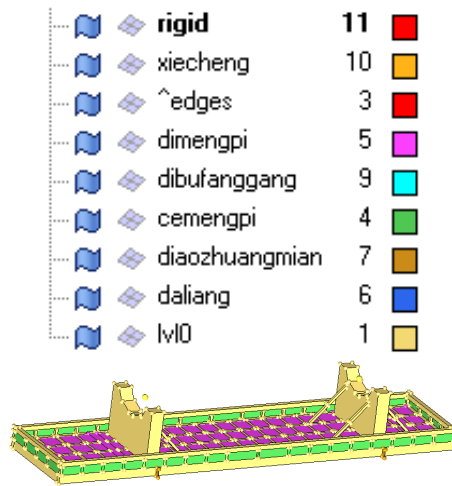 rigid 11
xiecheng 10
^edges 3
dimengpi 5
dibufanggang 9
cemengpi 4
diaozhuangmian 7
daliang 6
lvl0 1